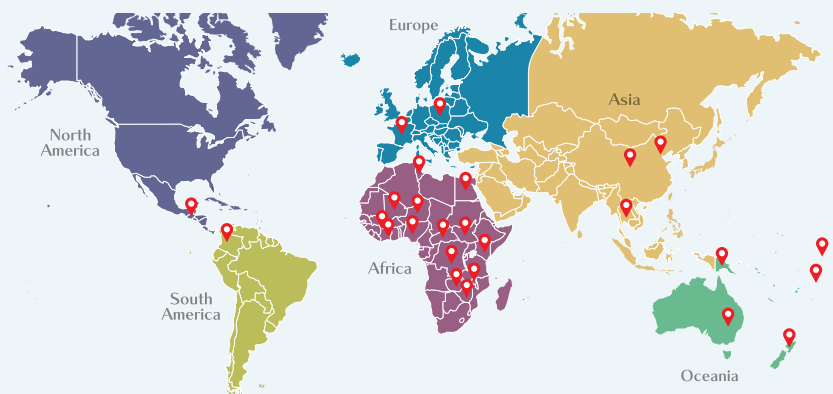 Europe
Asia
North
America
Africa
South
America
Oceania